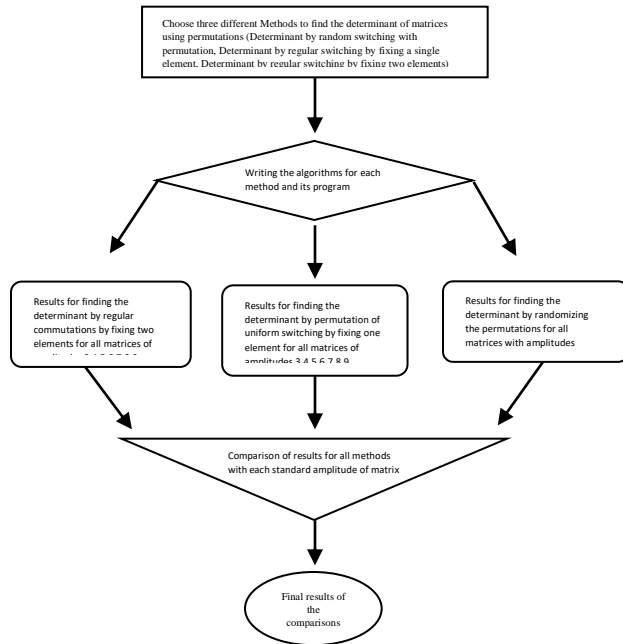 Choose three different Methods to find the determinant of matrices
using permutations (Determinant by random switching with
permutation, Determinant by regular switching by fixing a single
element, Determinant by regular switching by fixing two elements)
Writing the algorithms for each
method and its program
Results for finding the
determinant by regular
commutations by fixing two
elements for all matrices of
Results for finding the
determinant by permutation of
uniform switching by fixing one
element for all matrices of
amplitudes 3,4,5,6,7,8,9
Results for finding the
determinant by randomizing
the permutations for all
matrices with amplitudes
Comparison of results for all methods
with each standard amplitude of matrix
Final results of
the
comparisons